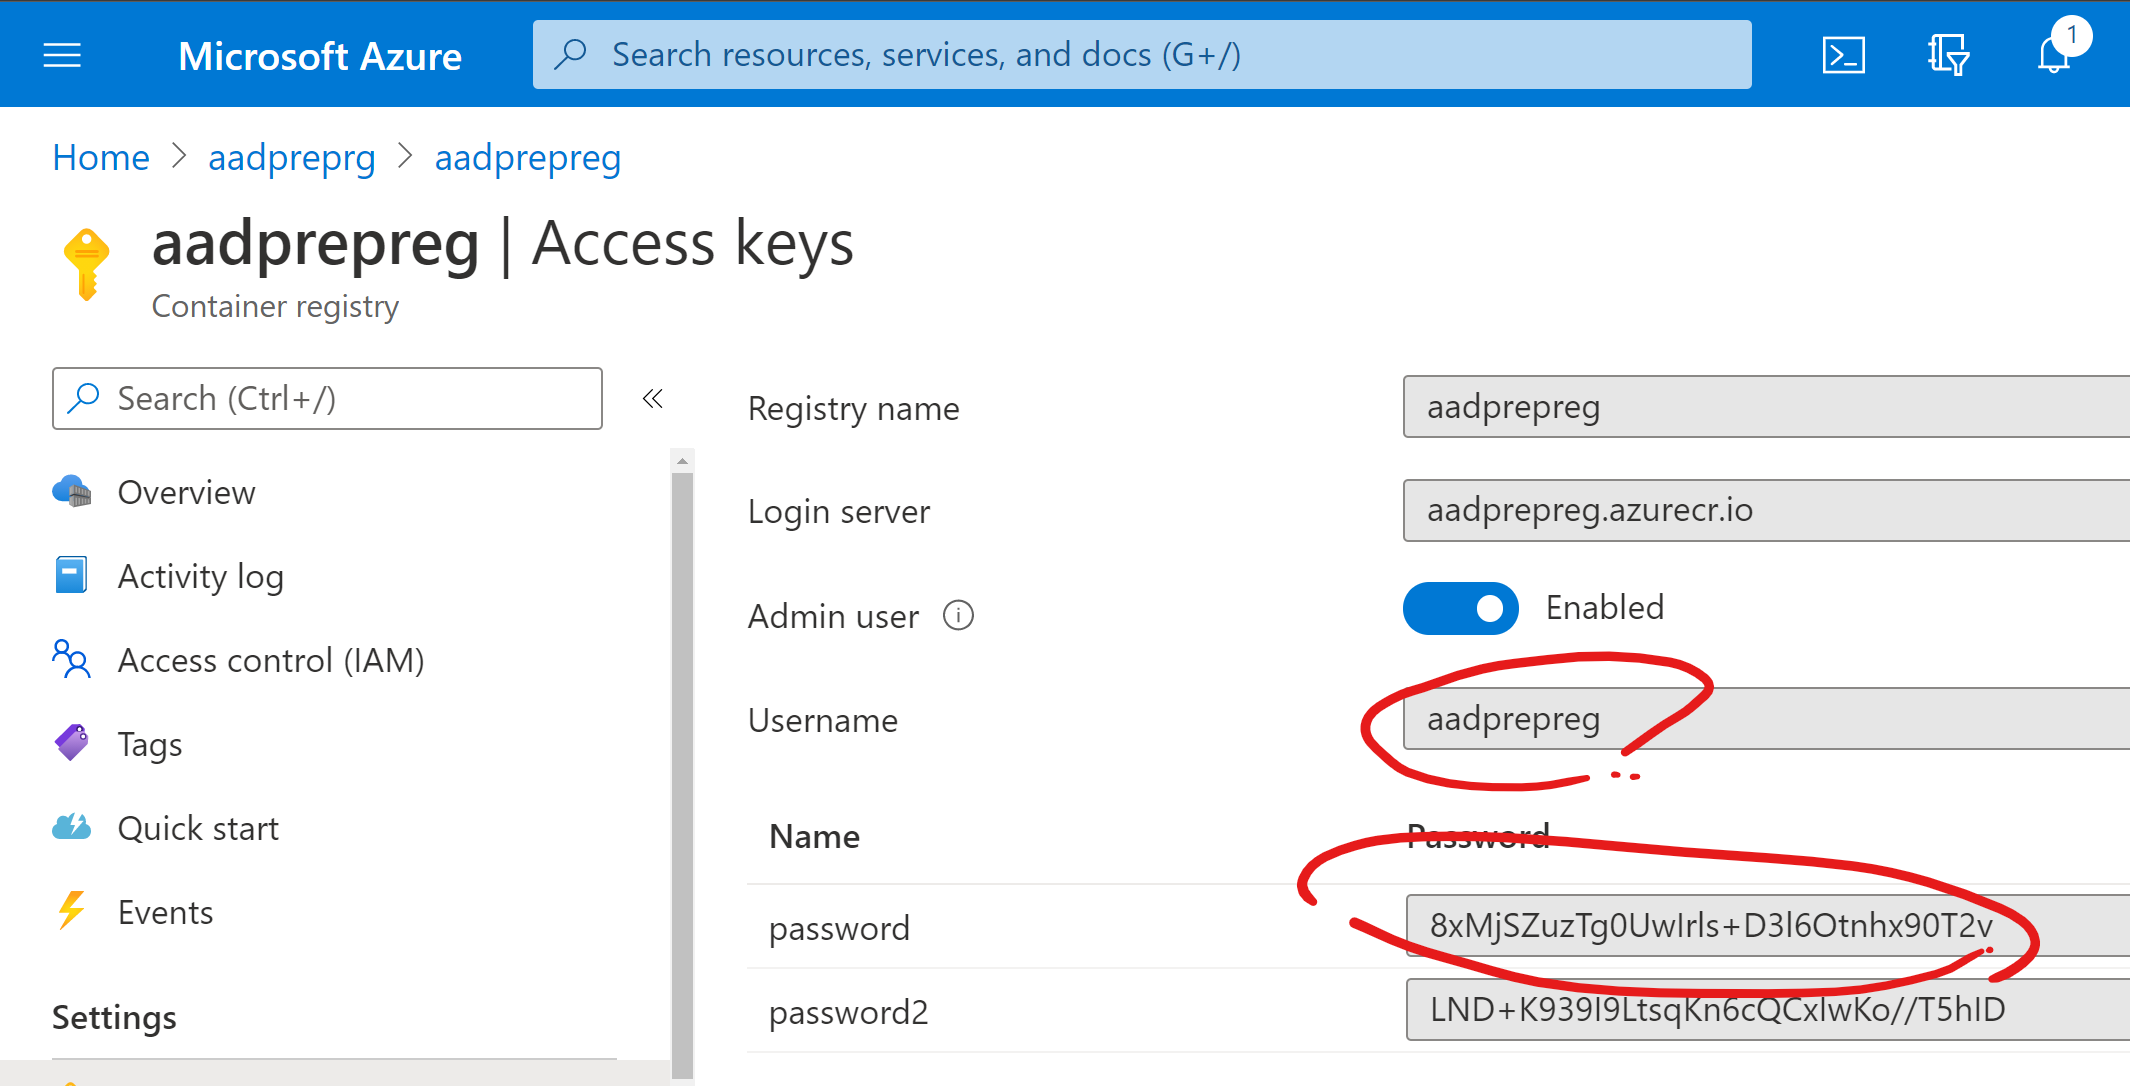 Microsoft Azure
Search resources, services, and docs (G+/)
1
Home > aadpreprg > aadprepreg
aadprepreg | Access keys
Container registry
Search (Ctrl+/)
«
Overview
Activity log
Access control (IAM)
Tags
Quick start
Events
Settings
Registry name
aadprepreg
Login server
aadprepreg.azurecr.io
Admin user
Enabled
Username
aadprepreg
Name
Password
password
8xMjSZuzTg0UwIrls+D3l6Otnhx90T2v
password2
LND+K939I9LtsqKn6cQCxIwKo//T5hID